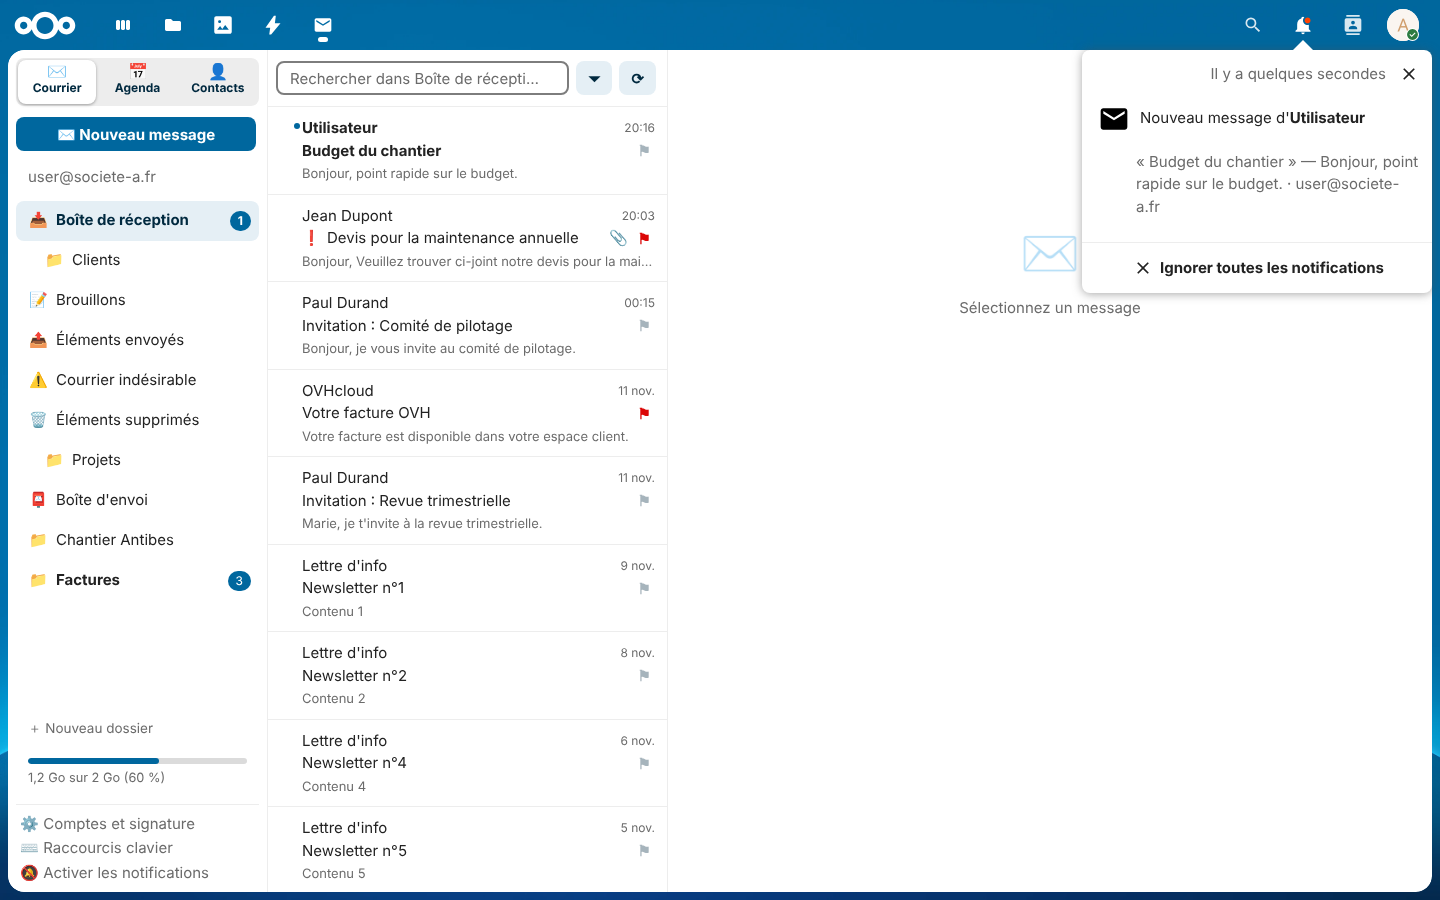 Courrier
Agenda
Contacts
Nouveau message
user@societe-a.fr
Boîte de réception 1
Clients
Brouillons
Éléments envoyés
Courrier indésirable
Éléments supprimés
Projets
Boîte d'envoi
Chantier Antibes
Factures 3
+ Nouveau dossier
1,2 Go sur 2 Go (60 %)
Comptes et signature
Raccourcis clavier
Activer les notifications
Rechercher dans Boîte de récepti...
Utilisateur 20:16
Budget du chantier
Bonjour, point rapide sur le budget.
Jean Dupont 20:03
❗ Devis pour la maintenance annuelle
Bonjour, Veuillez trouver ci-joint notre devis pour la mai...
Paul Durand 00:15
Invitation : Comité de pilotage
Bonjour, je vous invite au comité de pilotage.
OVHcloud 11 nov.
Votre facture OVH
Votre facture est disponible dans votre espace client.
Paul Durand 11 nov.
Invitation : Revue trimestrielle
Marie, je t'invite à la revue trimestrielle.
Lettre d'info 9 nov.
Newsletter n°1
Contenu 1
Lettre d'info 8 nov.
Newsletter n°2
Contenu 2
Lettre d'info 6 nov.
Newsletter n°4
Contenu 4
Lettre d'info 5 nov.
Newsletter n°5
Contenu 5
Sélectionnez un message
A
Il y a quelques secondes
Nouveau message d'Utilisateur
« Budget du chantier » — Bonjour, point
rapide sur le budget. · user@societe-
a.fr
Ignorer toutes les notifications